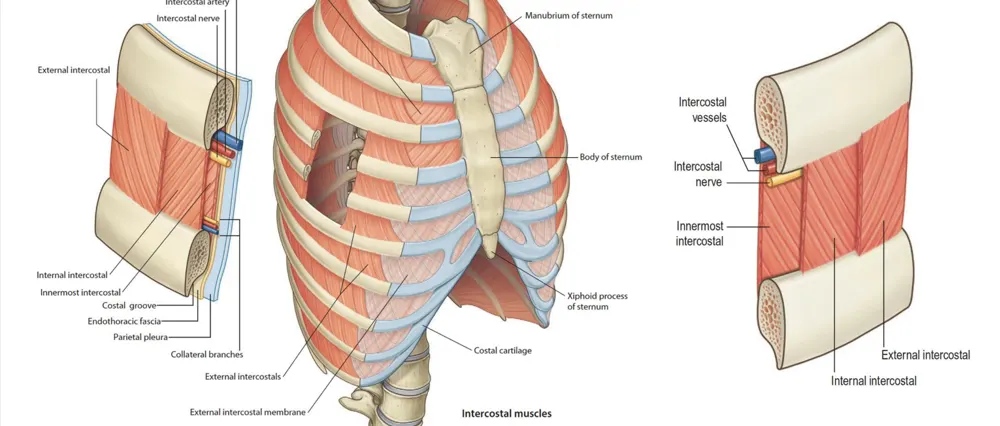 Intercostal artery
Intercostal nerve
External intercostal
Internal intercostal
Innermost intercostal
Costal groove
Endothoracic fascia
Parietal pleura
Collateral branches
External intercostals
External intercostal membrane
Manubrium of sternum
Body of sternum
Xiphoid process
of sternum
Costal cartilage
Intercostal muscles
Intercostal
vessels
Intercostal
nerve
Innermost
intercostal
External intercostal
Internal intercostal